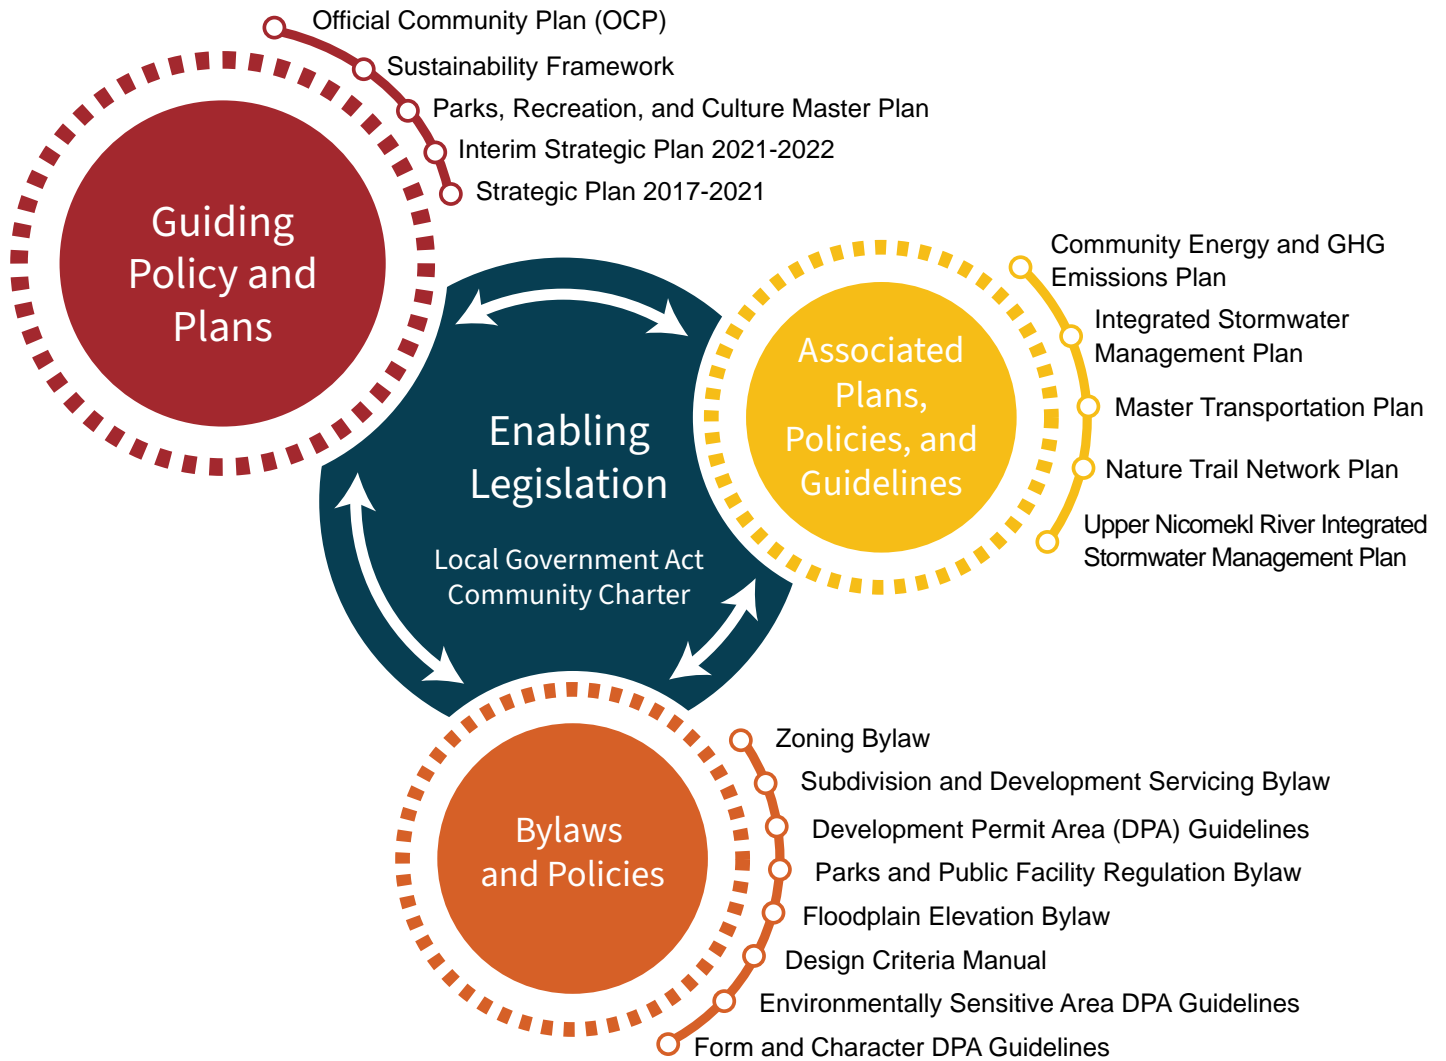 Official Community Plan (OCP)
Sustainability Framework
Parks, Recreation, and Culture Master Plan
Interim Strategic Plan 2021-2022
Strategic Plan 2017-2021
Guiding
Policy and
Plans
Community Energy and GHG
Emissions Plan
Integrated Stormwater
Management Plan
Master Transportation Plan
Nature Trail Network Plan
Upper Nicomekl River Integrated
Stormwater Management Plan
Associated
Plans,
Policies, and
Guidelines
Enabling
Legislation
Local Government Act
Community Charter
Bylaws
and Policies
Zoning Bylaw
Subdivision and Development Servicing Bylaw
Development Permit Area (DPA) Guidelines
Parks and Public Facility Regulation Bylaw
Floodplain Elevation Bylaw
Design Criteria Manual
Environmentally Sensitive Area DPA Guidelines
Form and Character DPA Guidelines